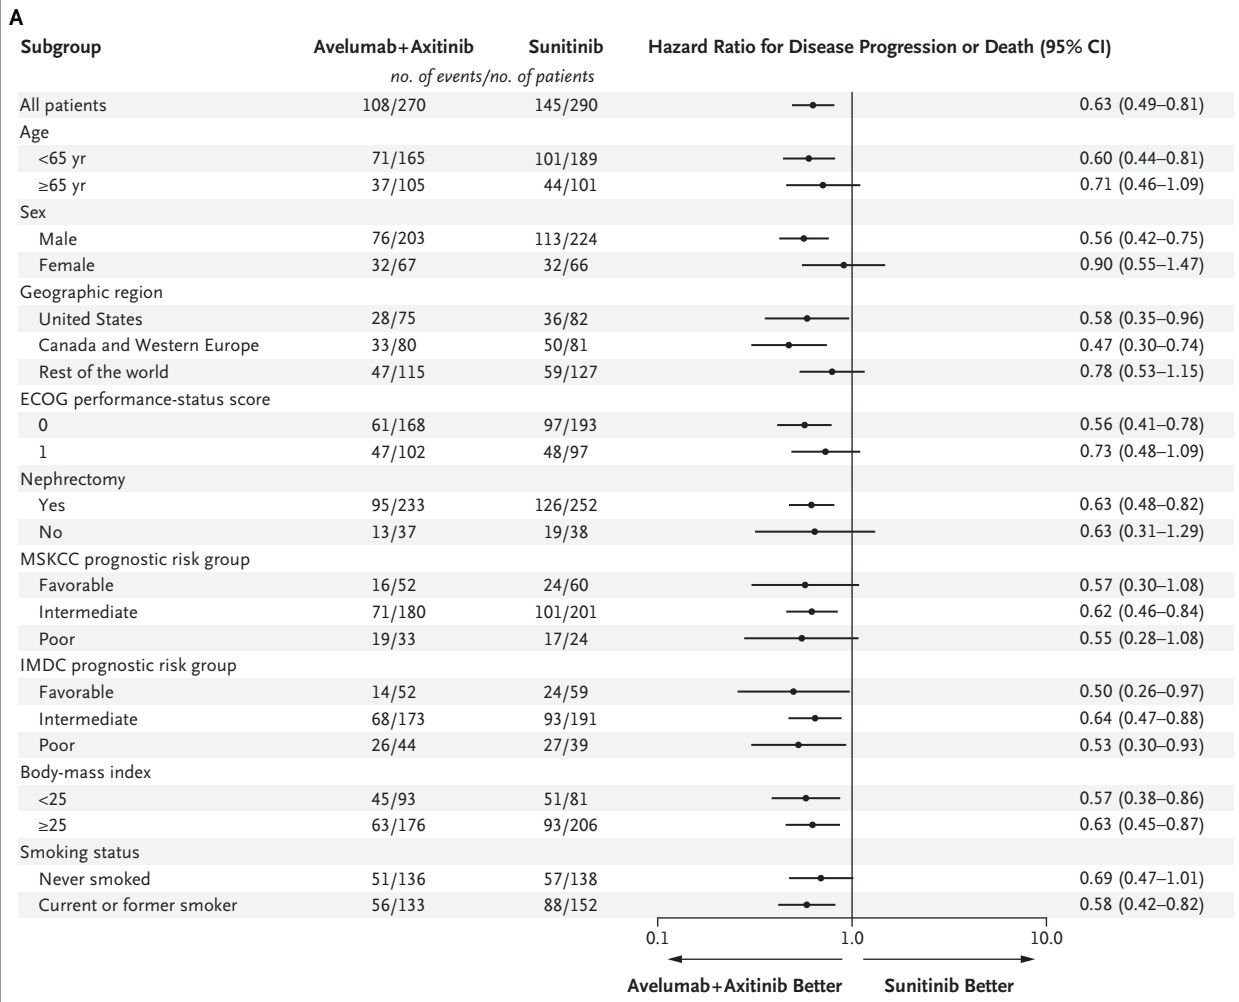 A
Subgroup Avelumab+Axitinib Sunitinib Hazard Ratio for Disease Progression or Death (95% CI)
no. of events/no. of patients
All patients 108/270 145/290 0.63 (0.49–0.81)
Age
<65 yr 71/165 101/189 0.60 (0.44–0.81)
≥65 yr 37/105 44/101 0.71 (0.46–1.09)
Sex
Male 76/203 113/224 0.56 (0.42–0.75)
Female 32/67 32/66 0.90 (0.55–1.47)
Geographic region
United States 28/75 36/82 0.58 (0.35–0.96)
Canada and Western Europe 33/80 50/81 0.47 (0.30–0.74)
Rest of the world 47/115 59/127 0.78 (0.53–1.15)
ECOG performance-status score
0 61/168 97/193 0.56 (0.41–0.78)
1 47/102 48/97 0.73 (0.48–1.09)
Nephrectomy
Yes 95/233 126/252 0.63 (0.48–0.82)
No 13/37 19/38 0.63 (0.31–1.29)
MSKCC prognostic risk group
Favorable 16/52 24/60 0.57 (0.30–1.08)
Intermediate 71/180 101/201 0.62 (0.46–0.84)
Poor 19/33 17/24 0.55 (0.28–1.08)
IMDC prognostic risk group
Favorable 14/52 24/59 0.50 (0.26–0.97)
Intermediate 68/173 93/191 0.64 (0.47–0.88)
Poor 26/44 27/39 0.53 (0.30–0.93)
Body-mass index
<25 45/93 51/81 0.57 (0.38–0.86)
≥25 63/176 93/206 0.63 (0.45–0.87)
Smoking status
Never smoked 51/136 57/138 0.69 (0.47–1.01)
Current or former smoker 56/133 88/152 0.58 (0.42–0.82)
0.1 1.0 10.0
Avelumab+Axitinib Better Sunitinib Better